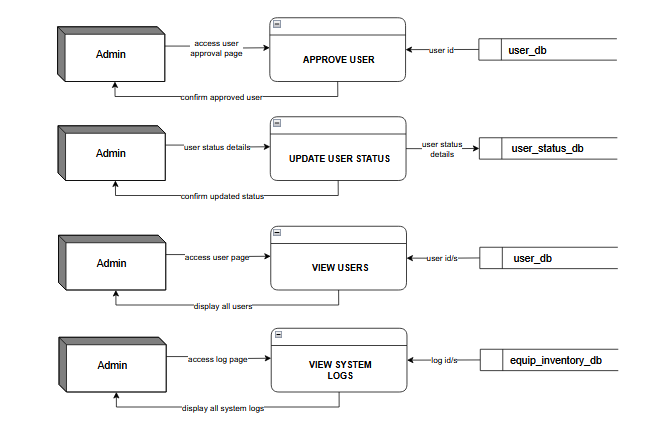 Admin
access user
approval page
APPROVE USER
user id
user_db
confirm approved user
Admin
user status details
UPDATE USER STATUS
user status
details
user_status_db
confirm updated status
Admin
access user page
VIEW USERS
user id/s
user_db
display all users
Admin
access log page
VIEW SYSTEM
LOGS
log id/s
equip_inventory_db
display all system logs